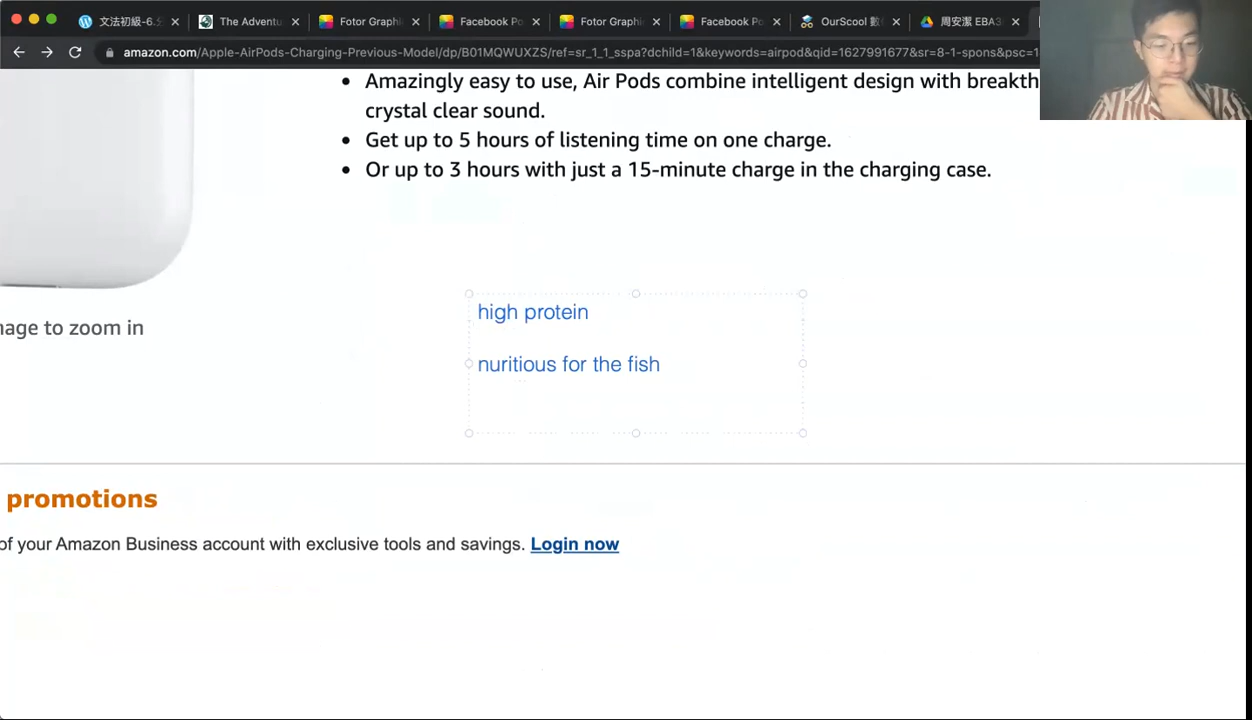 文法初級-6.
The Adventu
Fotor Graphi
Facebook Po
Fotor Graphi
Facebook Po
OurScool 數
周安潔 EBA3
amazon.com/Apple-AirPods-Charging-Previous-Model/dp/B01MQWUXZS/ref=sr_1_1_sspa?dchild=1&keywords=airpod&qid=1627991677&sr=8-1-spons&psc=1
• Amazingly easy to use, Air Pods combine intelligent design with breakth
crystal clear sound.
• Get up to 5 hours of listening time on one charge.
• Or up to 3 hours with just a 15-minute charge in the charging case.
high protein
nuritious for the fish
mage to zoom in
promotions
of your Amazon Business account with exclusive tools and savings. Login now